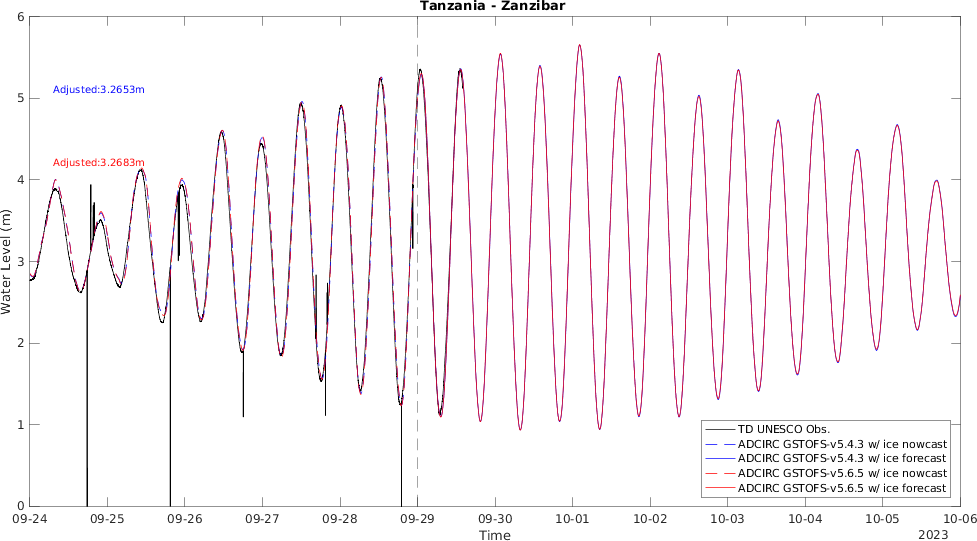 Tanzania - Zanzibar
6
5
4
3
2
1
0
Water Level (m)
Adjusted:3.2653m
Adjusted:3.2683m
TD UNESCO Obs.
ADCIRC GSTOFS-v5.4.3 w/ ice nowcast
ADCIRC GSTOFS-v5.4.3 w/ ice forecast
ADCIRC GSTOFS-v5.6.5 w/ ice nowcast
ADCIRC GSTOFS-v5.6.5 w/ ice forecast
09-24 09-25 09-26 09-27 09-28 09-29 09-30 10-01 10-02 10-03 10-04 10-05 10-06
Time
2023